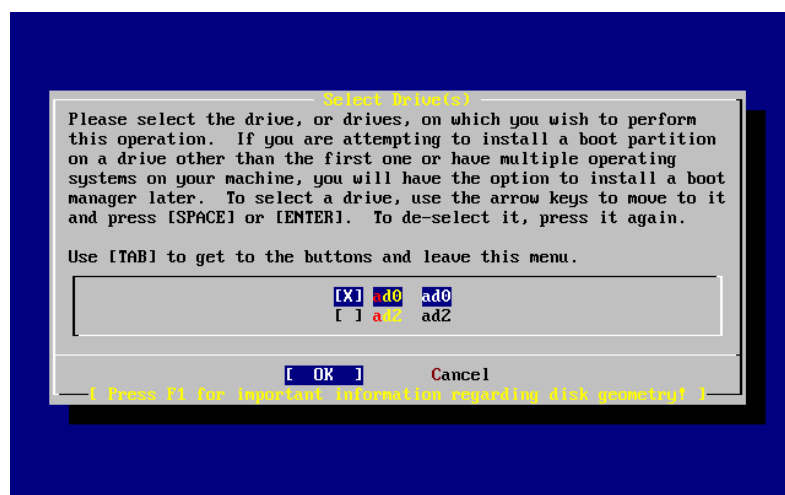 Select Drive(s)
Please select the drive, or drives, on which you wish to perform
this operation.  If you are attempting to install a boot partition
on a drive other than the first one or have multiple operating
systems on your machine, you will have the option to install a boot
manager later.  To select a drive, use the arrow keys to move to it
and press [SPACE] or [ENTER].  To de-select it, press it again.
Use [TAB] to get to the buttons and leave this menu.
[X] ad0  ad0
[ ] ad2  ad2
[  OK  ]  Cancel
[ Press F1 for important information regarding disk geometry! ]